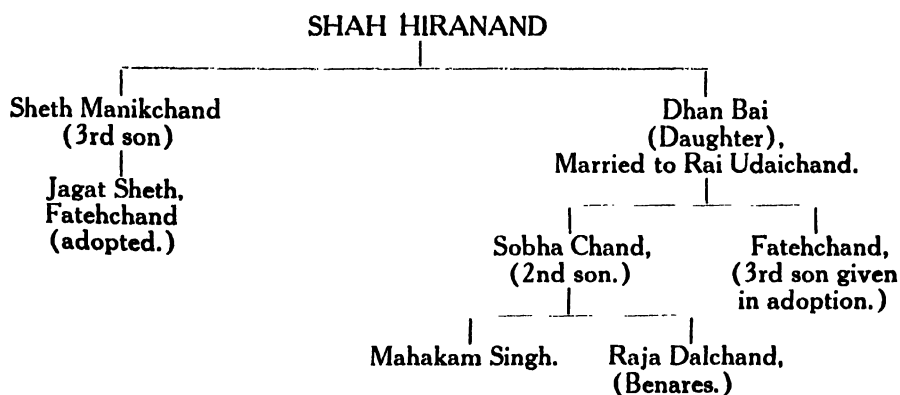 SHAH HIRANAND
Sheth Manikchand
(3rd son)
Jagat Sheth,
Fatehchand
(adopted.)
Dhan Bai
(Daughter),
Married to Rai Udaichand.
Sobha Chand,
(2nd son.)
Fatehchand,
(3rd son given
in adoption.)
Mahakam Singh.
Raja Dalchand,
(Benares.)